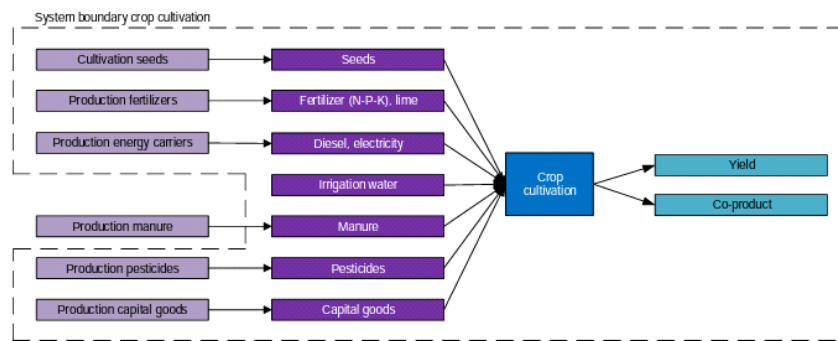 System boundary crop cultivation
Cultivation seeds
Seeds
Production fertilizers
Fertilizer (N-P-K), lime
Production energy carriers
Diesel, electricity
Irrigation water
Production manure
Manure
Production pesticides
Pesticides
Production capital goods
Capital goods
Crop
cultivation
Yield
Co-product